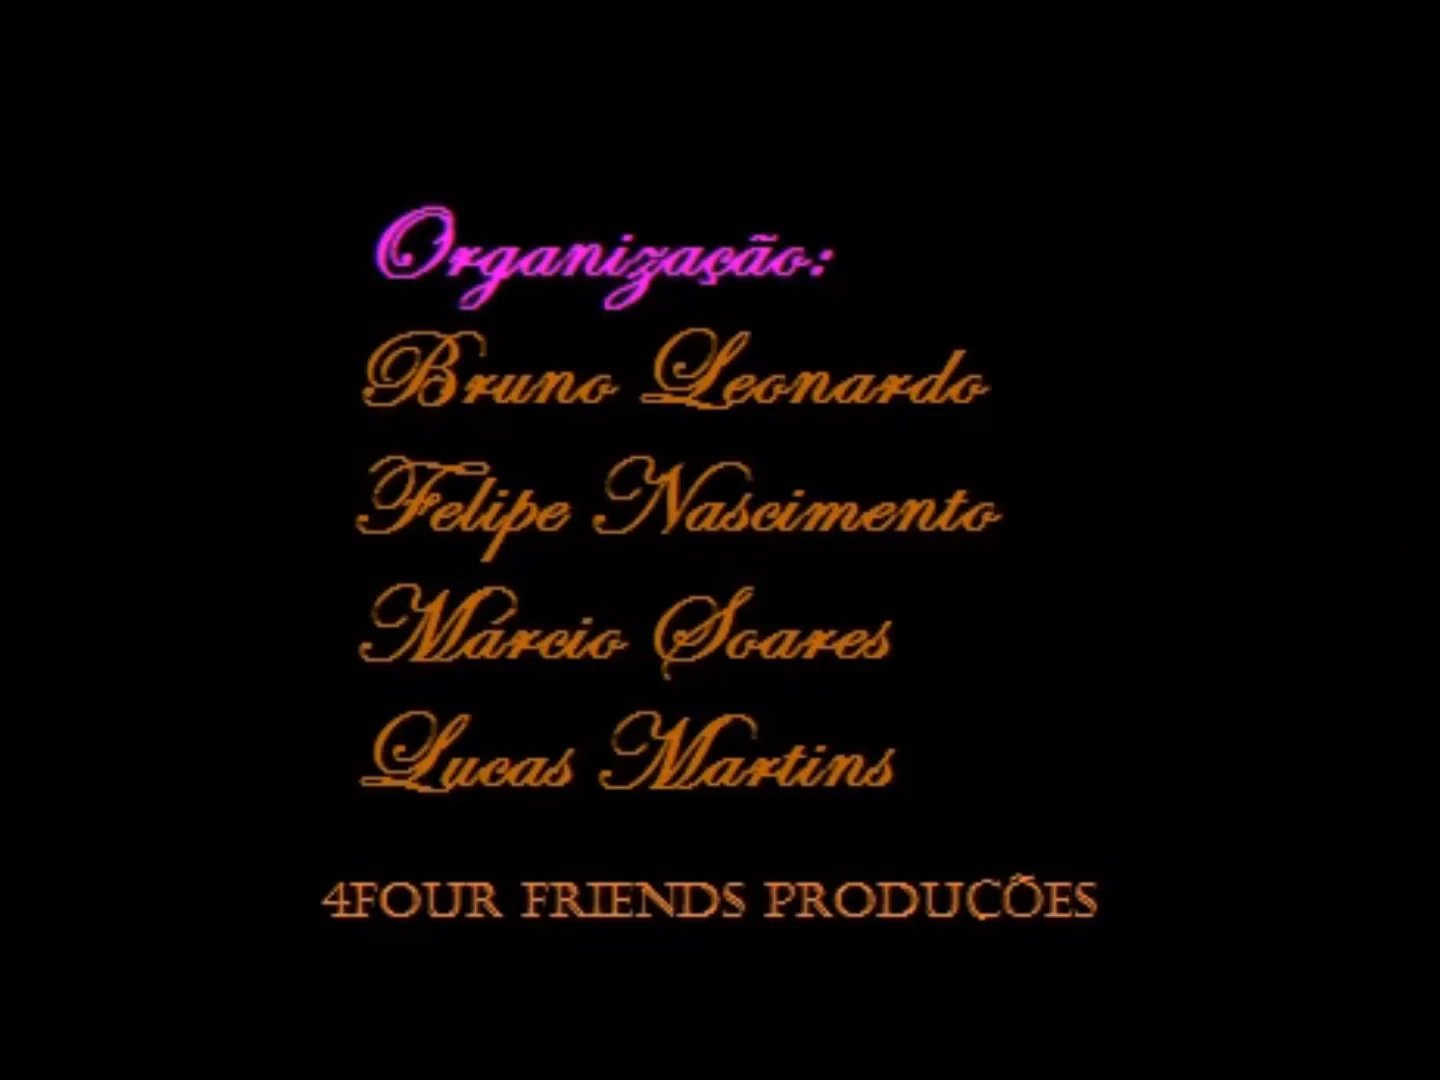 Organização:
Bruno Leonardo
Felipe Nascimento
Márcio Soares
Lucas Martins
4FOUR FRIENDS PRODUÇÕES